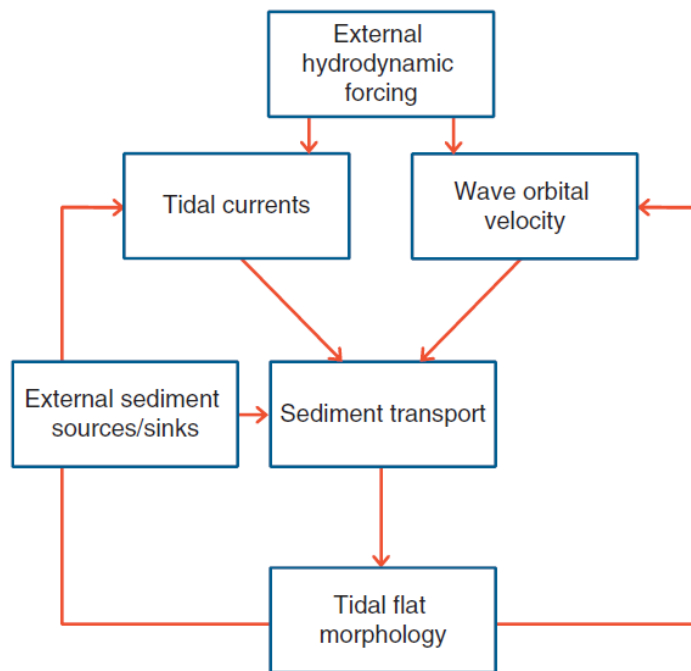 External
hydrodynamic
forcing
Tidal currents
Wave orbital
velocity
External sediment
sources/sinks
Sediment transport
Tidal flat
morphology